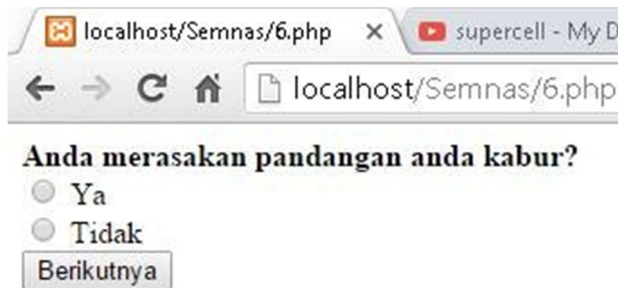 localhost/Semnas/6.php
supercell - My D
localhost/Semnas/6.php
Anda merasakan pandangan anda kabur?
Ya
Tidak
Berikutnya